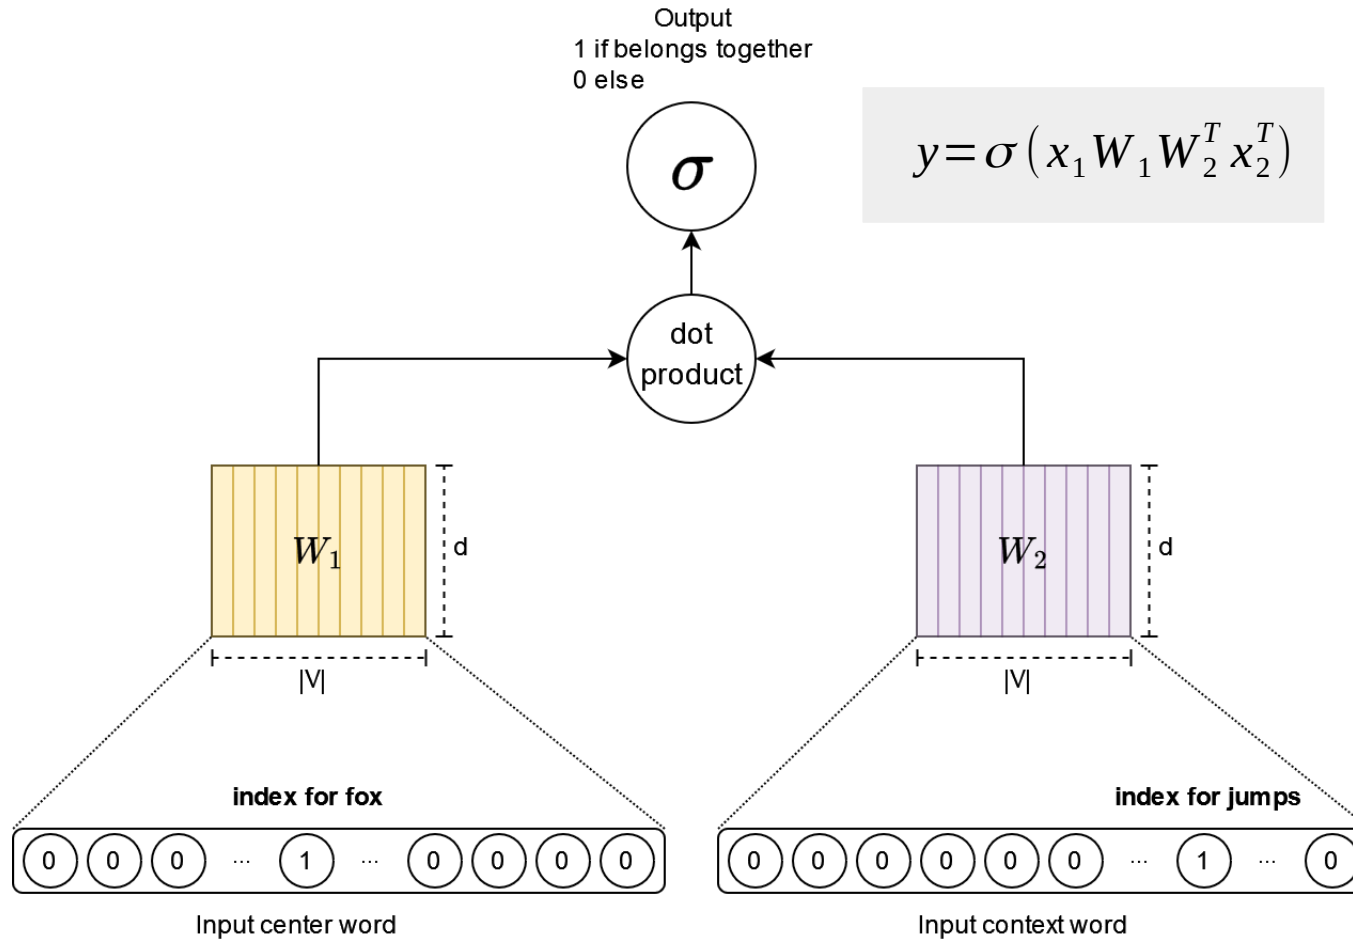 Output
1 if belongs together
0 else
σ
y=σ(x₁W₁W₂ᵀx₂ᵀ)
dot
product
W₁
d
W₂
d
|V|
|V|
index for fox
index for jumps
0 0 0 ... 1 ... 0 0 0 0
0 0 0 0 0 0 ... 1 ... 0
Input center word
Input context word